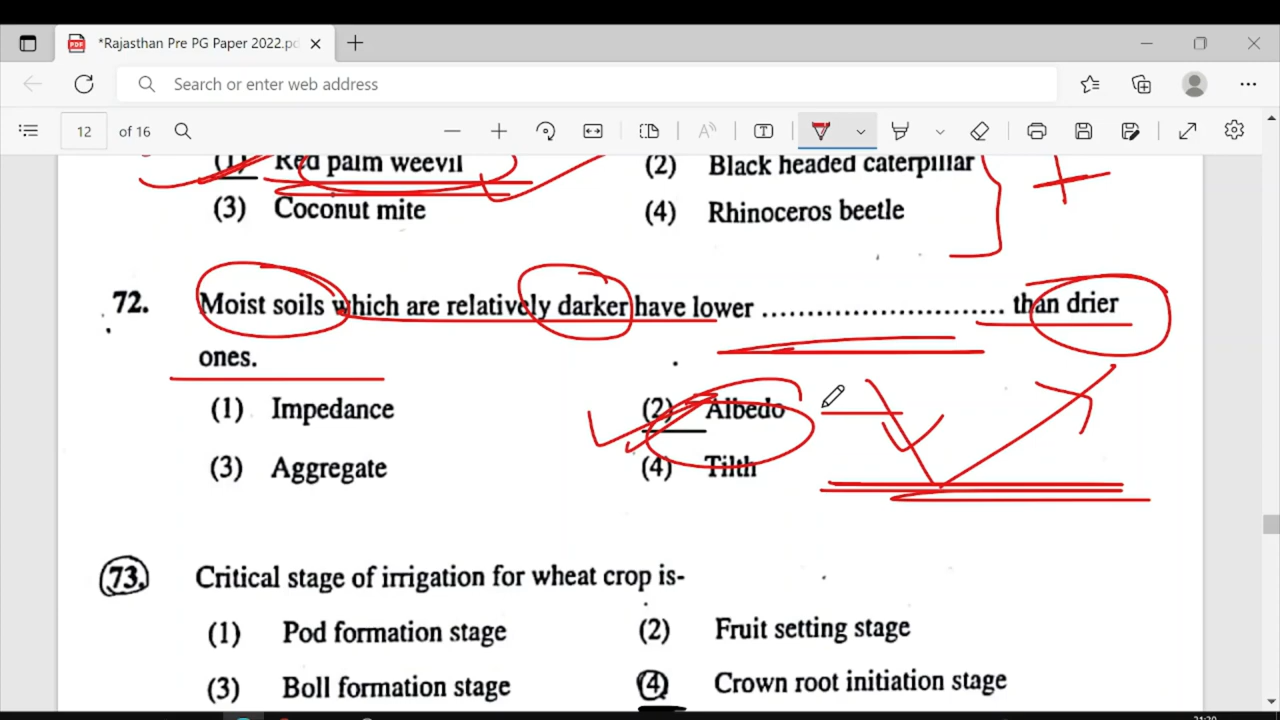 *Rajasthan Pre PG Paper 2022.pd
Search or enter web address
12 of 16
(1) Red palm weevil (2) Black headed caterpillar
(3) Coconut mite (4) Rhinoceros beetle
72. Moist soils which are relatively darker have lower .............................. than drier
ones.
(1) Impedance (2) Albedo
(3) Aggregate (4) Tilth
73. Critical stage of irrigation for wheat crop is-
(1) Pod formation stage (2) Fruit setting stage
(3) Boll formation stage (4) Crown root initiation stage